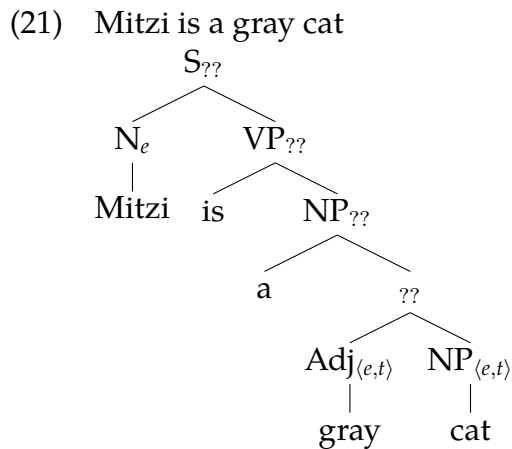 (21) Mitzi is a gray cat
S??
Nₑ VP??
Mitzi is NP??
a ??
Adj⟨e,t⟩ NP⟨e,t⟩
gray cat